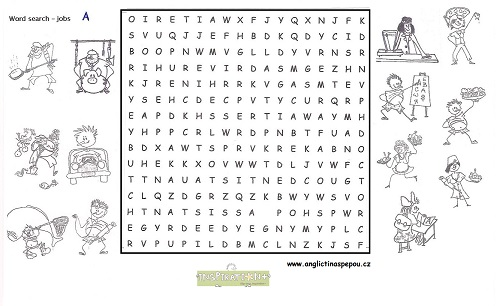 Word search – jobs A
O I R E T I A W X F J Y Q X N J F K
S V U Q J J E F H B D K Q D Y C I D
B O O P N W M V G L L D Y V R N S R
R I H U R E V I R D A S M G E Z H N
K J R E N I H R R K V G A S M T E V
Y S E H C D E C P V T Y C U R Q R P
E A P D K H S S E R T I A W A Y M H
Y H P P C R L W R D P N B T F U A D
B D X A W T S P R V K R E K A B N O
U H E K K X O V W W T D L J V W F C
T T N A U A T S I T N E D C O U G T
C L Q Z D G R Z Q Z K B W Y W S V O
H T N A T S I S S A P O H S P W R
E G Y R D E E D Y E G N Y M Y P L C
R V P U P I L D B M C L N Z K J S F
www.anglictinaspepou.cz